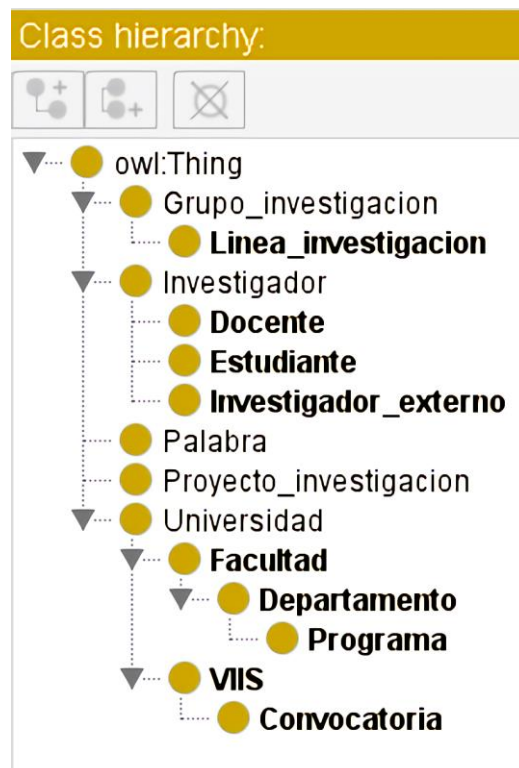 Class hierarchy:
owl:Thing
Grupo_investigacion
Linea_investigacion
Investigador
Docente
Estudiante
Investigador_externo
Palabra
Proyecto_investigacion
Universidad
Facultad
Departamento
Programa
VIIS
Convocatoria